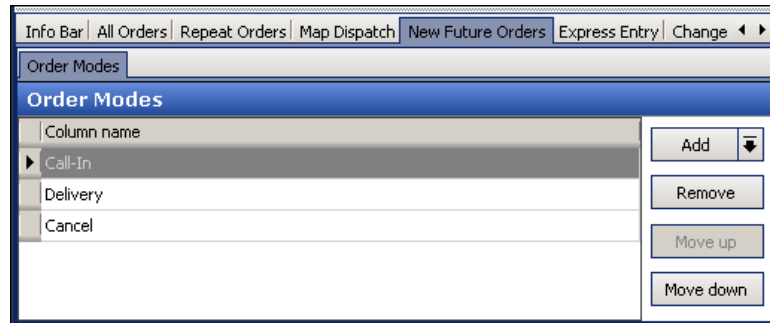 Info Bar All Orders Repeat Orders Map Dispatch New Future Orders Express Entry Change
Order Modes
Order Modes
Column name
Add
Call-In
Delivery
Remove
Cancel
Move up
Move down